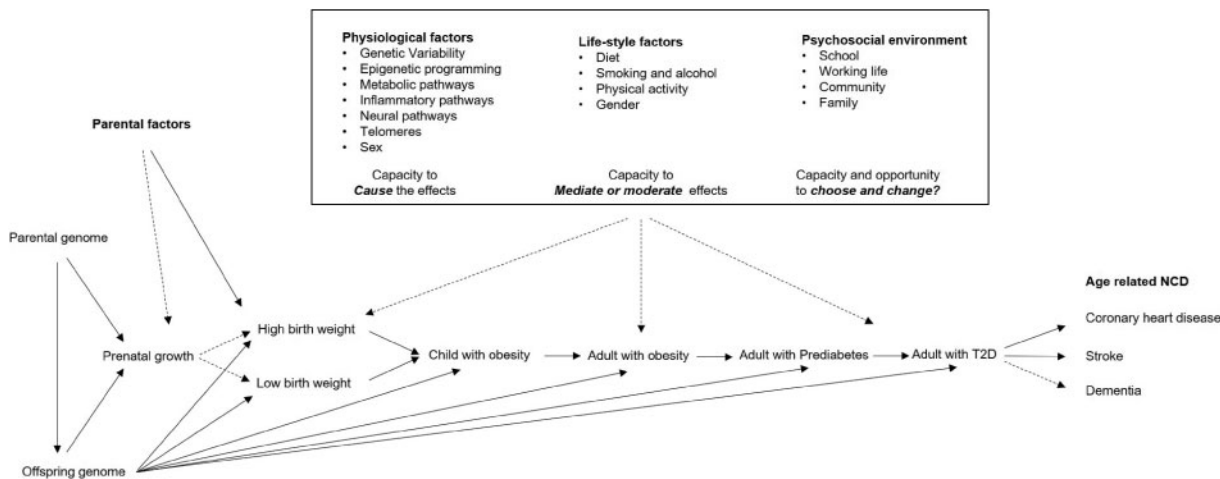 Physiological factors
• Genetic Variability
• Epigenetic programming
• Metabolic pathways
• Inflammatory pathways
• Neural pathways
• Telomeres
• Sex
Capacity to
Cause the effects
Life-style factors
• Diet
• Smoking and alcohol
• Physical activity
• Gender
Capacity to
Mediate or moderate effects
Psychosocial environment
• School
• Working life
• Community
• Family
Capacity and opportunity
to choose and change?
Parental factors
Parental genome
Prenatal growth
Offspring genome
High birth weight
Low birth weight
Child with obesity
Adult with obesity
Adult with Prediabetes
Adult with T2D
Age related NCD
Coronary heart disease
Stroke
Dementia